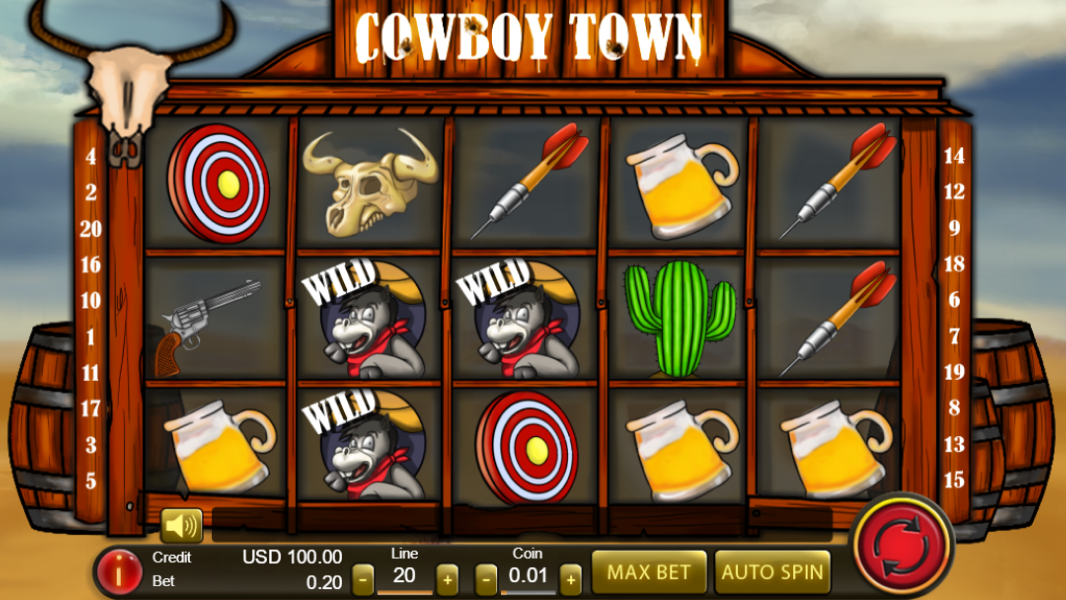 COWBOY TOWN
4
14
2
12
20
9
16
WILD
WILD
18
10
6
1
7
11
19
17
WILD
8
3
13
5
15
Credit USD 100.00
Bet 0.20
Line
- 20 +
Coin
- 0.01 +
MAX BET
AUTO SPIN
i